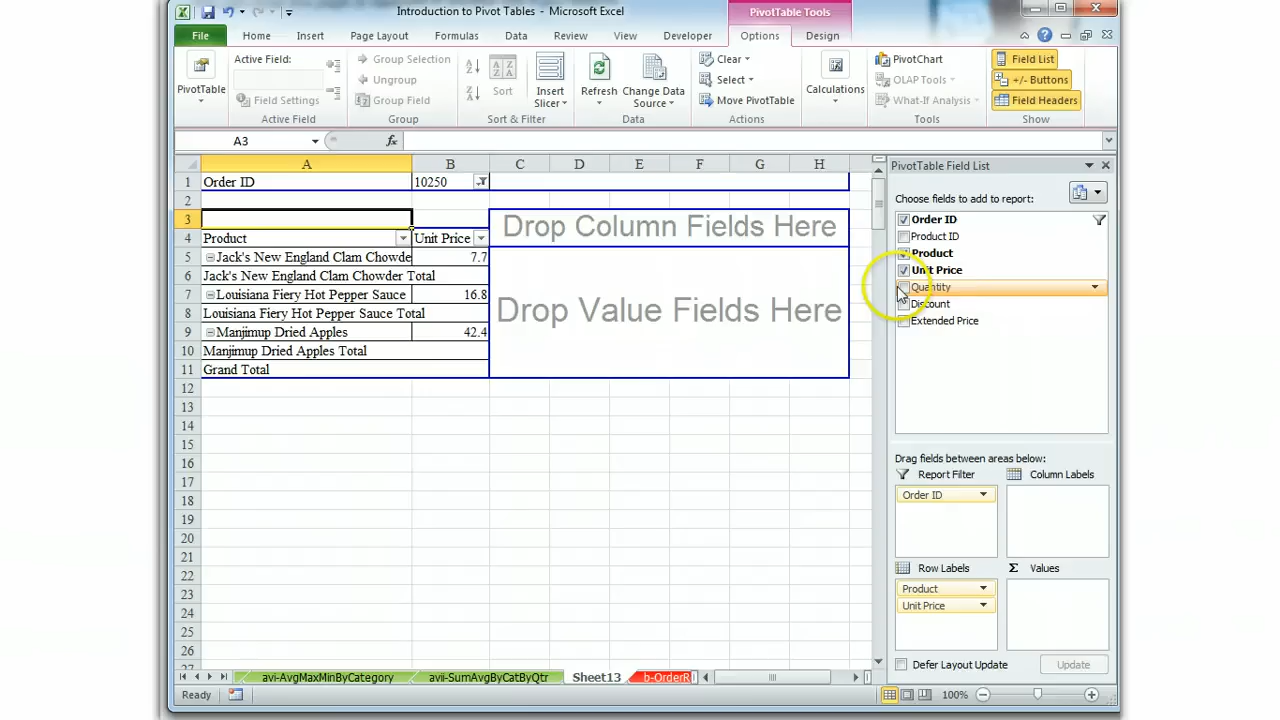 Introduction to Pivot Tables - Microsoft Excel
PivotTable Tools
File Home Insert Page Layout Formulas Data Review View Developer Options Design
PivotTable
Active Field:
Field Settings
Active Field
Group Selection
Ungroup
Group Field
Group
Sort
Insert Slicer
Sort & Filter
Refresh
Change Data Source
Data
Clear
Select
Move PivotTable
Actions
Calculations
PivotChart
OLAP Tools
What-If Analysis
Tools
Field List
+/- Buttons
Field Headers
Show
A3 fx
A B C D E F G H
1 Order ID 10250
2
3 Drop Column Fields Here
4 Product Unit Price
5 Jack's New England Clam Chowde 7.7
6 Jack's New England Clam Chowder Total
7 Louisiana Fiery Hot Pepper Sauce 16.8
8 Louisiana Fiery Hot Pepper Sauce Total
Drop Value Fields Here
9 Manjimup Dried Apples 42.4
10 Manjimup Dried Apples Total
11 Grand Total
12
13
14
15
16
17
18
19
20
21
22
23
24
25
26
27
PivotTable Field List
Choose fields to add to report:
Order ID
Product ID
Product
Unit Price
Quantity
Discount
Extended Price
Drag fields between areas below:
Report Filter
Column Labels
Order ID
Row Labels
Σ Values
Product
Unit Price
Defer Layout Update Update
avi-AvgMaxMinByCategory avii-SumAvgByCatByQtr Sheet13 b-OrderR
Ready 100%